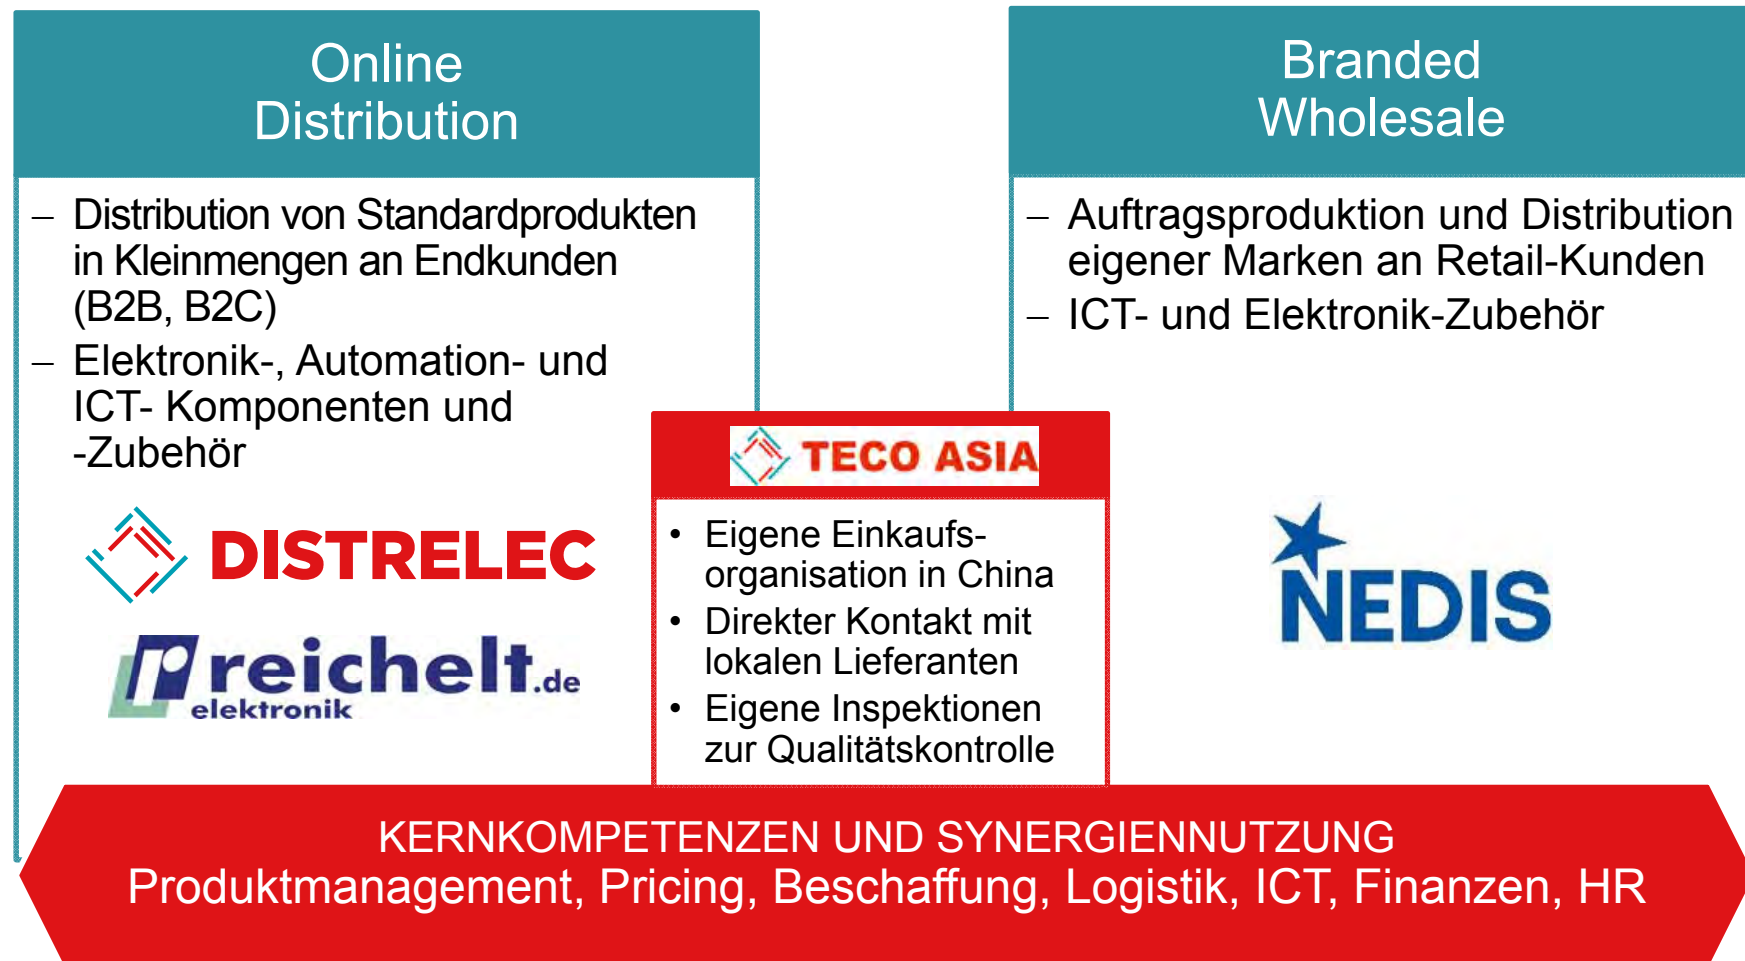 Online
Distribution
– Distribution von Standardprodukten
in Kleinmengen an Endkunden
(B2B, B2C)
– Elektronik-, Automation- und
ICT- Komponenten und
-Zubehör
DISTRELEC
reichelt.de
elektronik
TECO ASIA
• Eigene Einkaufs-
organisation in China
• Direkter Kontakt mit
lokalen Lieferanten
• Eigene Inspektionen
zur Qualitätskontrolle
Branded
Wholesale
– Auftragsproduktion und Distribution
eigener Marken an Retail-Kunden
– ICT- und Elektronik-Zubehör
NEDIS
KERNKOMPETENZEN UND SYNERGIENNUTZUNG
Produktmanagement, Pricing, Beschaffung, Logistik, ICT, Finanzen, HR